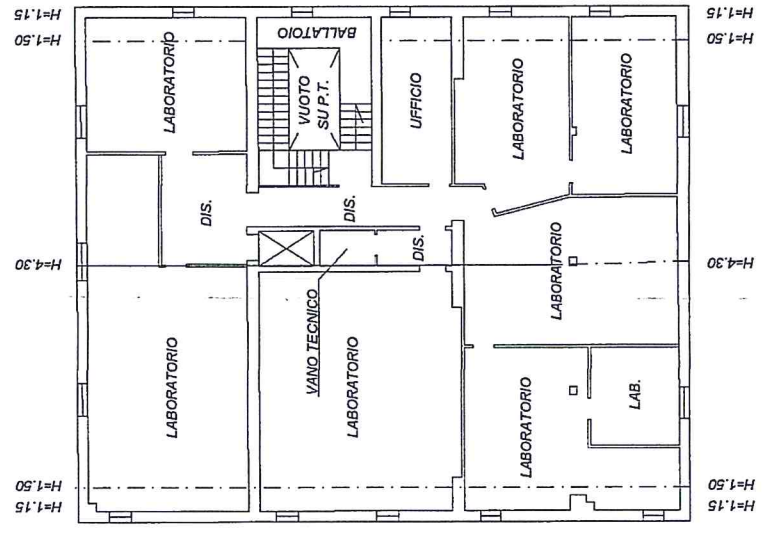 H=1.15
H=1.15
H=1.50
H=1.50
BALLATOIO
LABORATORIO
VUOTO
SU P.T.
UFFICIO
LABORATORIO
LABORATORIO
DIS.
DIS.
DIS.
H=4.30
H=4.30
LABORATORIO
VANO TECNICO
LABORATORIO
LABORATORIO
LABORATORIO
LAB.
H=1.50
H=1.50
H=1.15
H=1.15